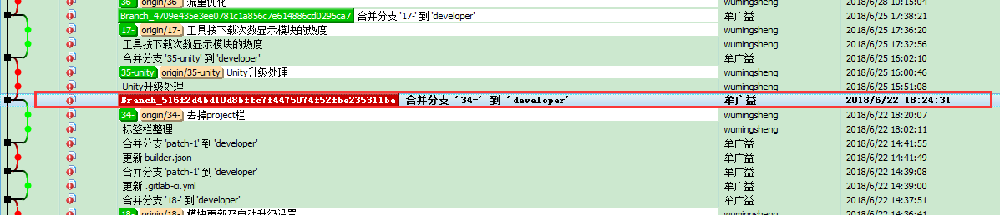 36- origin/36- 流量优化 wumingsheng 2018/6/28 10:15:04
Branch_4709e435e3ee0781c1a856c7e614886cd0295ca7 合并分支 '17-' 到 'developer' 牟广益 2018/6/25 17:38:21
17- origin/17- 工具按下载次数显示模块的热度 wumingsheng 2018/6/25 17:36:20
工具按下载次数显示模块的热度 wumingsheng 2018/6/25 17:32:56
合并分支 '35-unity' 到 'developer' 牟广益 2018/6/25 16:02:10
35-unity origin/35-unity Unity升级处理 wumingsheng 2018/6/25 16:00:46
Unity升级处理 wumingsheng 2018/6/25 15:51:08
Branch_516f2d4bd10d8bffc7f4475074f52fbe235311be 合并分支 '34-' 到 'developer' 牟广益 2018/6/22 18:24:31
34- origin/34- 去掉project栏 wumingsheng 2018/6/22 18:20:07
标签栏整理 wumingsheng 2018/6/22 18:02:11
合并分支 'patch-1' 到 'developer' 牟广益 2018/6/22 14:41:55
更新 builder.json 牟广益 2018/6/22 14:41:49
合并分支 'patch-1' 到 'developer' 牟广益 2018/6/22 14:39:08
更新 .gitlab-ci.yml 牟广益 2018/6/22 14:39:00
合并分支 '18-' 到 'developer' 牟广益 2018/6/22 14:37:51
18- origin/18- 模块更新及自动升级设置 wumingsheng 2018/6/22 14:36:41